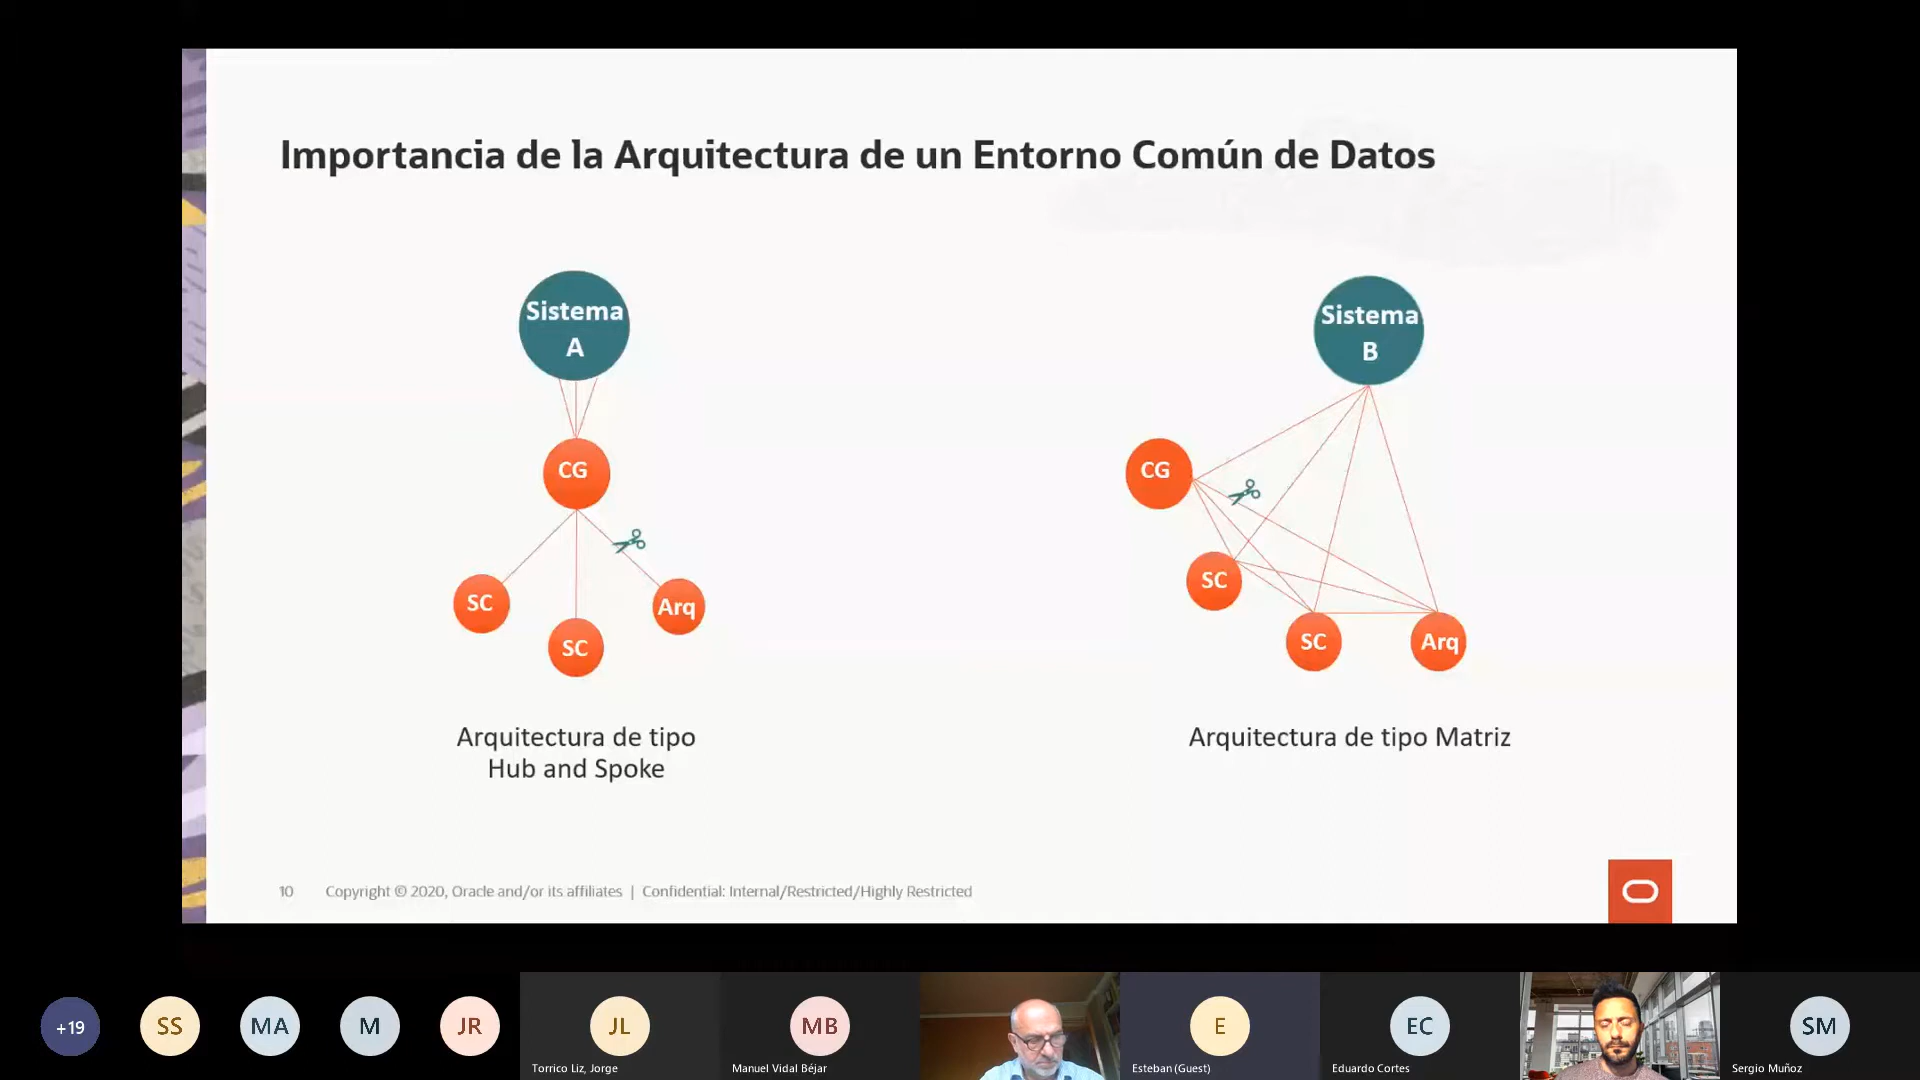 Importancia de la Arquitectura de un Entorno Común de Datos
Sistema
A
CG
SC
SC
Arq
Arquitectura de tipo
Hub and Spoke
Sistema
B
CG
SC
SC
Arq
Arquitectura de tipo Matriz
10 Copyright © 2020, Oracle and/or its affiliates | Confidential: Internal/Restricted/Highly Restricted
+19
SS
MA
M
JR
JL
Torrico Liz, Jorge
MB
Manuel Vidal Béjar
E
Esteban (Guest)
EC
Eduardo Cortes
SM
Sergio Muñoz